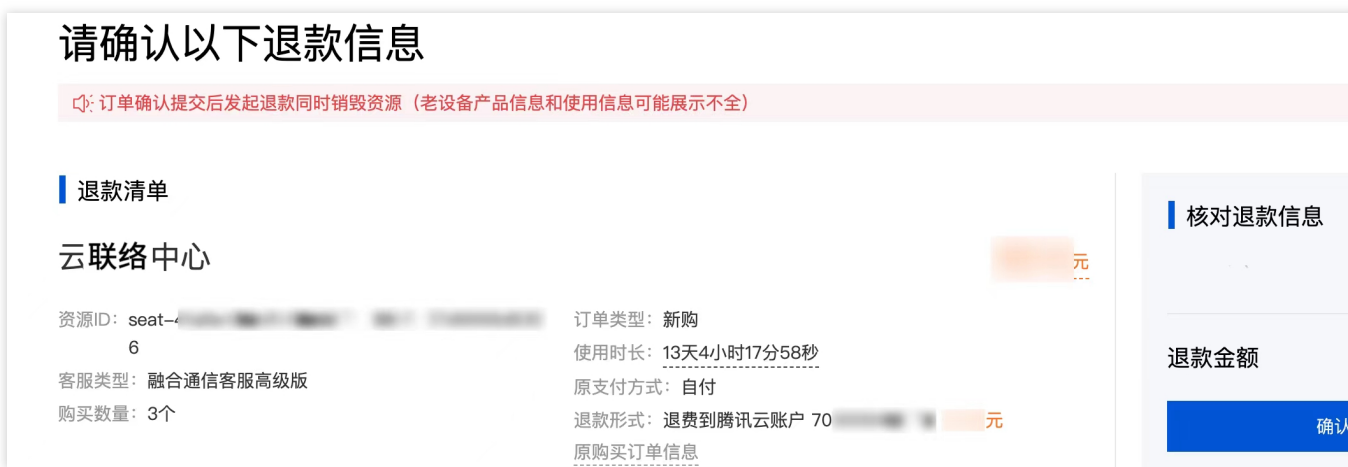 请确认以下退款信息
订单确认提交后发起退款同时销毁资源（老设备产品信息和使用信息可能展示不全）
退款清单
云联络中心
元
资源ID： seat-
6
客服类型： 融合通信客服高级版
购买数量： 3个
订单类型： 新购
使用时长： 13天4小时17分58秒
原支付方式： 自付
退款形式： 退费到腾讯云账户 70 元
原购买订单信息
核对退款信息
退款金额
确认